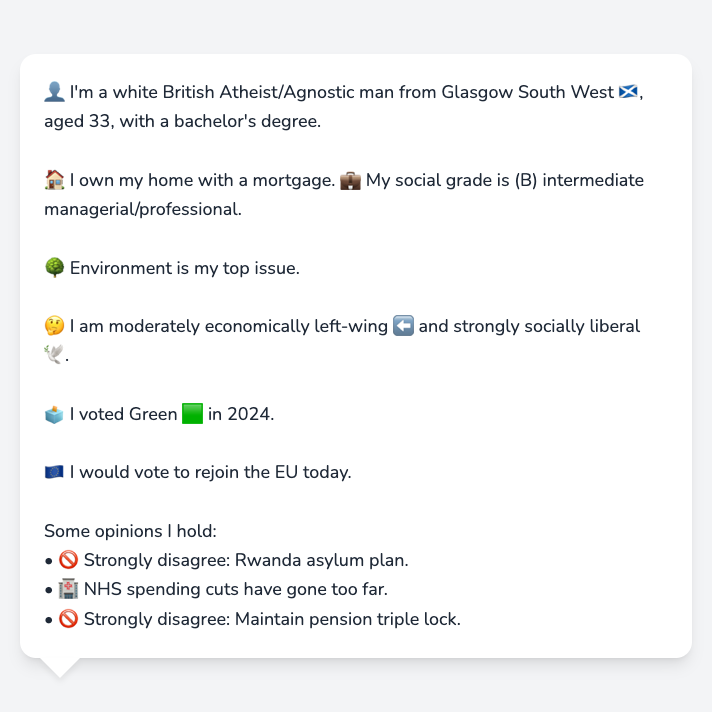 👤 I'm a white British Atheist/Agnostic man from Glasgow South West 🏴󠁧󠁢󠁳󠁣󠁴󠁿,
aged 33, with a bachelor's degree.
🏠 I own my home with a mortgage. 💼 My social grade is (B) intermediate
managerial/professional.
🌳 Environment is my top issue.
🤔 I am moderately economically left-wing ⬅️ and strongly socially liberal
🕊️.
🗳️ I voted Green 🟩 in 2024.
🇪🇺 I would vote to rejoin the EU today.
Some opinions I hold:
• 🚫 Strongly disagree: Rwanda asylum plan.
• 🏥 NHS spending cuts have gone too far.
• 🚫 Strongly disagree: Maintain pension triple lock.